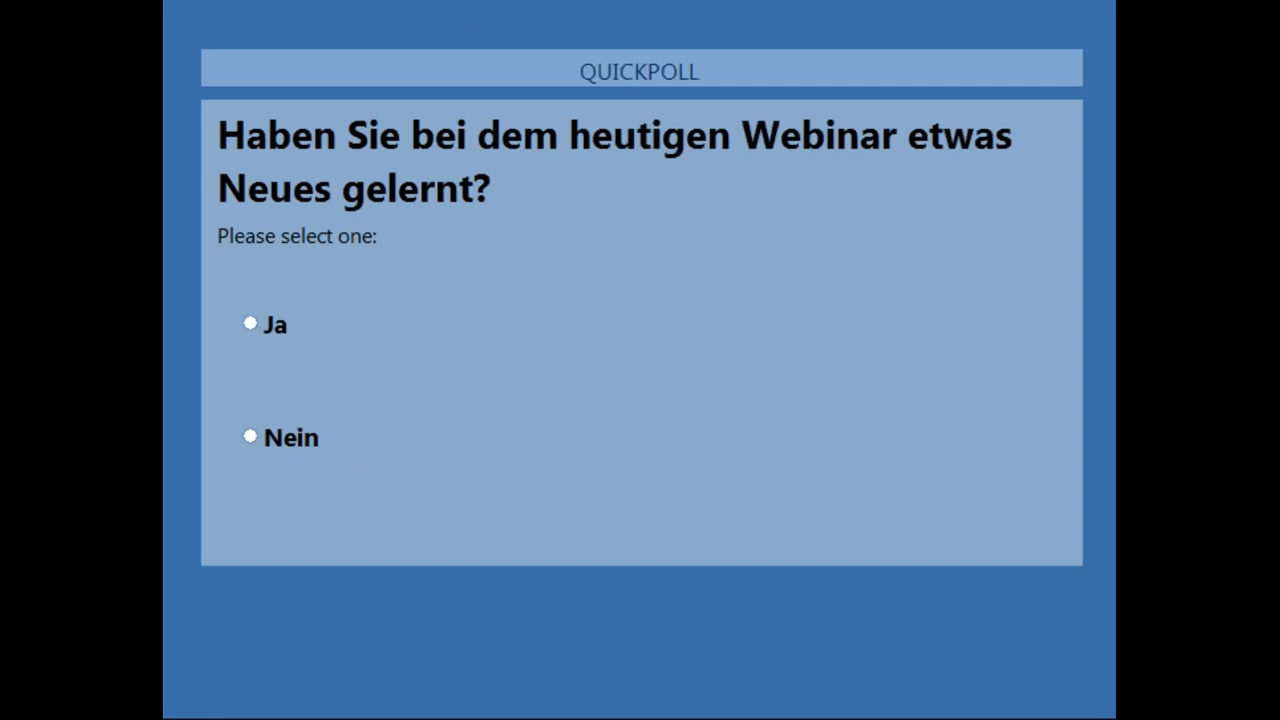 QUICKPOLL
Haben Sie bei dem heutigen Webinar etwas
Neues gelernt?
Please select one:
Ja
Nein